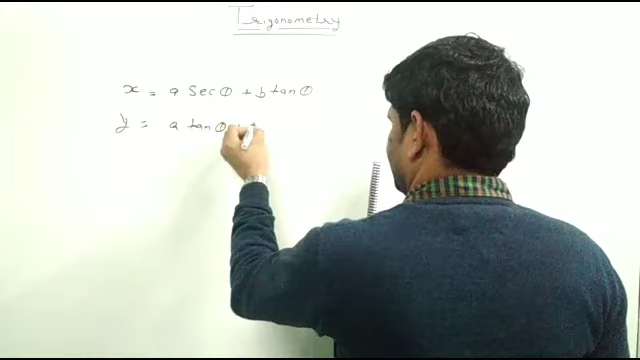 Trigonometry
x = a Sec θ + b tan θ
y = a tan θ +